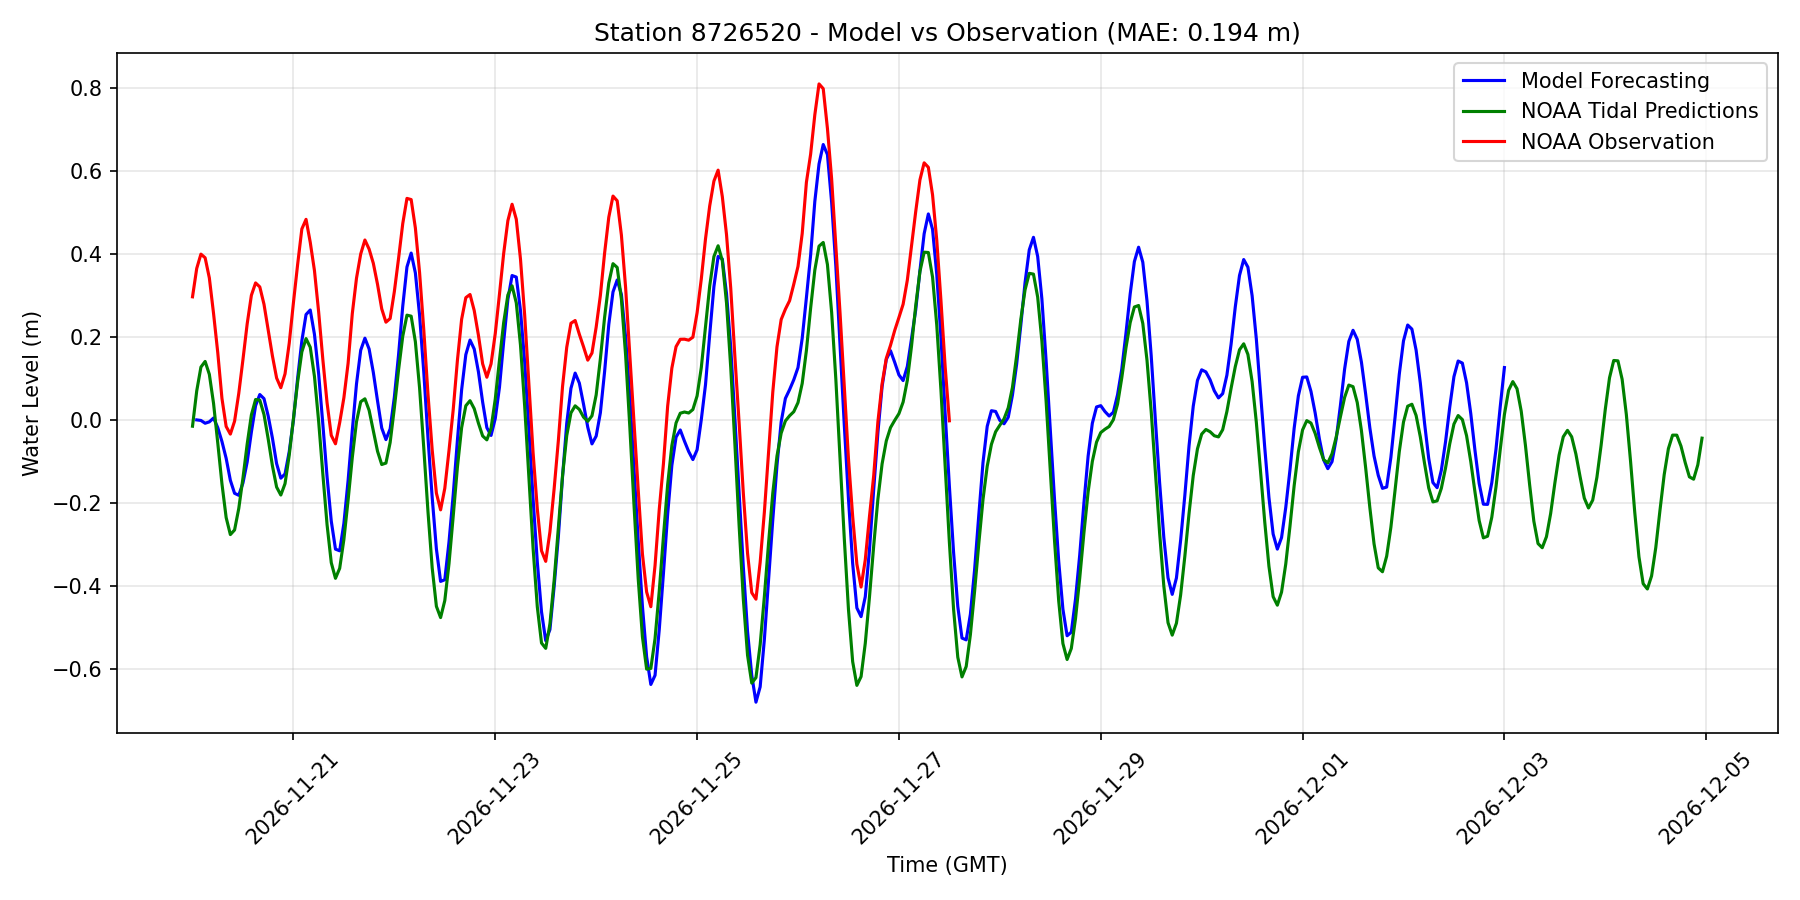 Station 8726520 - Model vs Observation (MAE: 0.194 m)
Model Forecasting
NOAA Tidal Predictions
NOAA Observation
Water Level (m)
0.8
0.6
0.4
0.2
0.0
−0.2
−0.4
−0.6
2026-11-21
2026-11-23
2026-11-25
2026-11-27
2026-11-29
2026-12-01
2026-12-03
2026-12-05
Time (GMT)